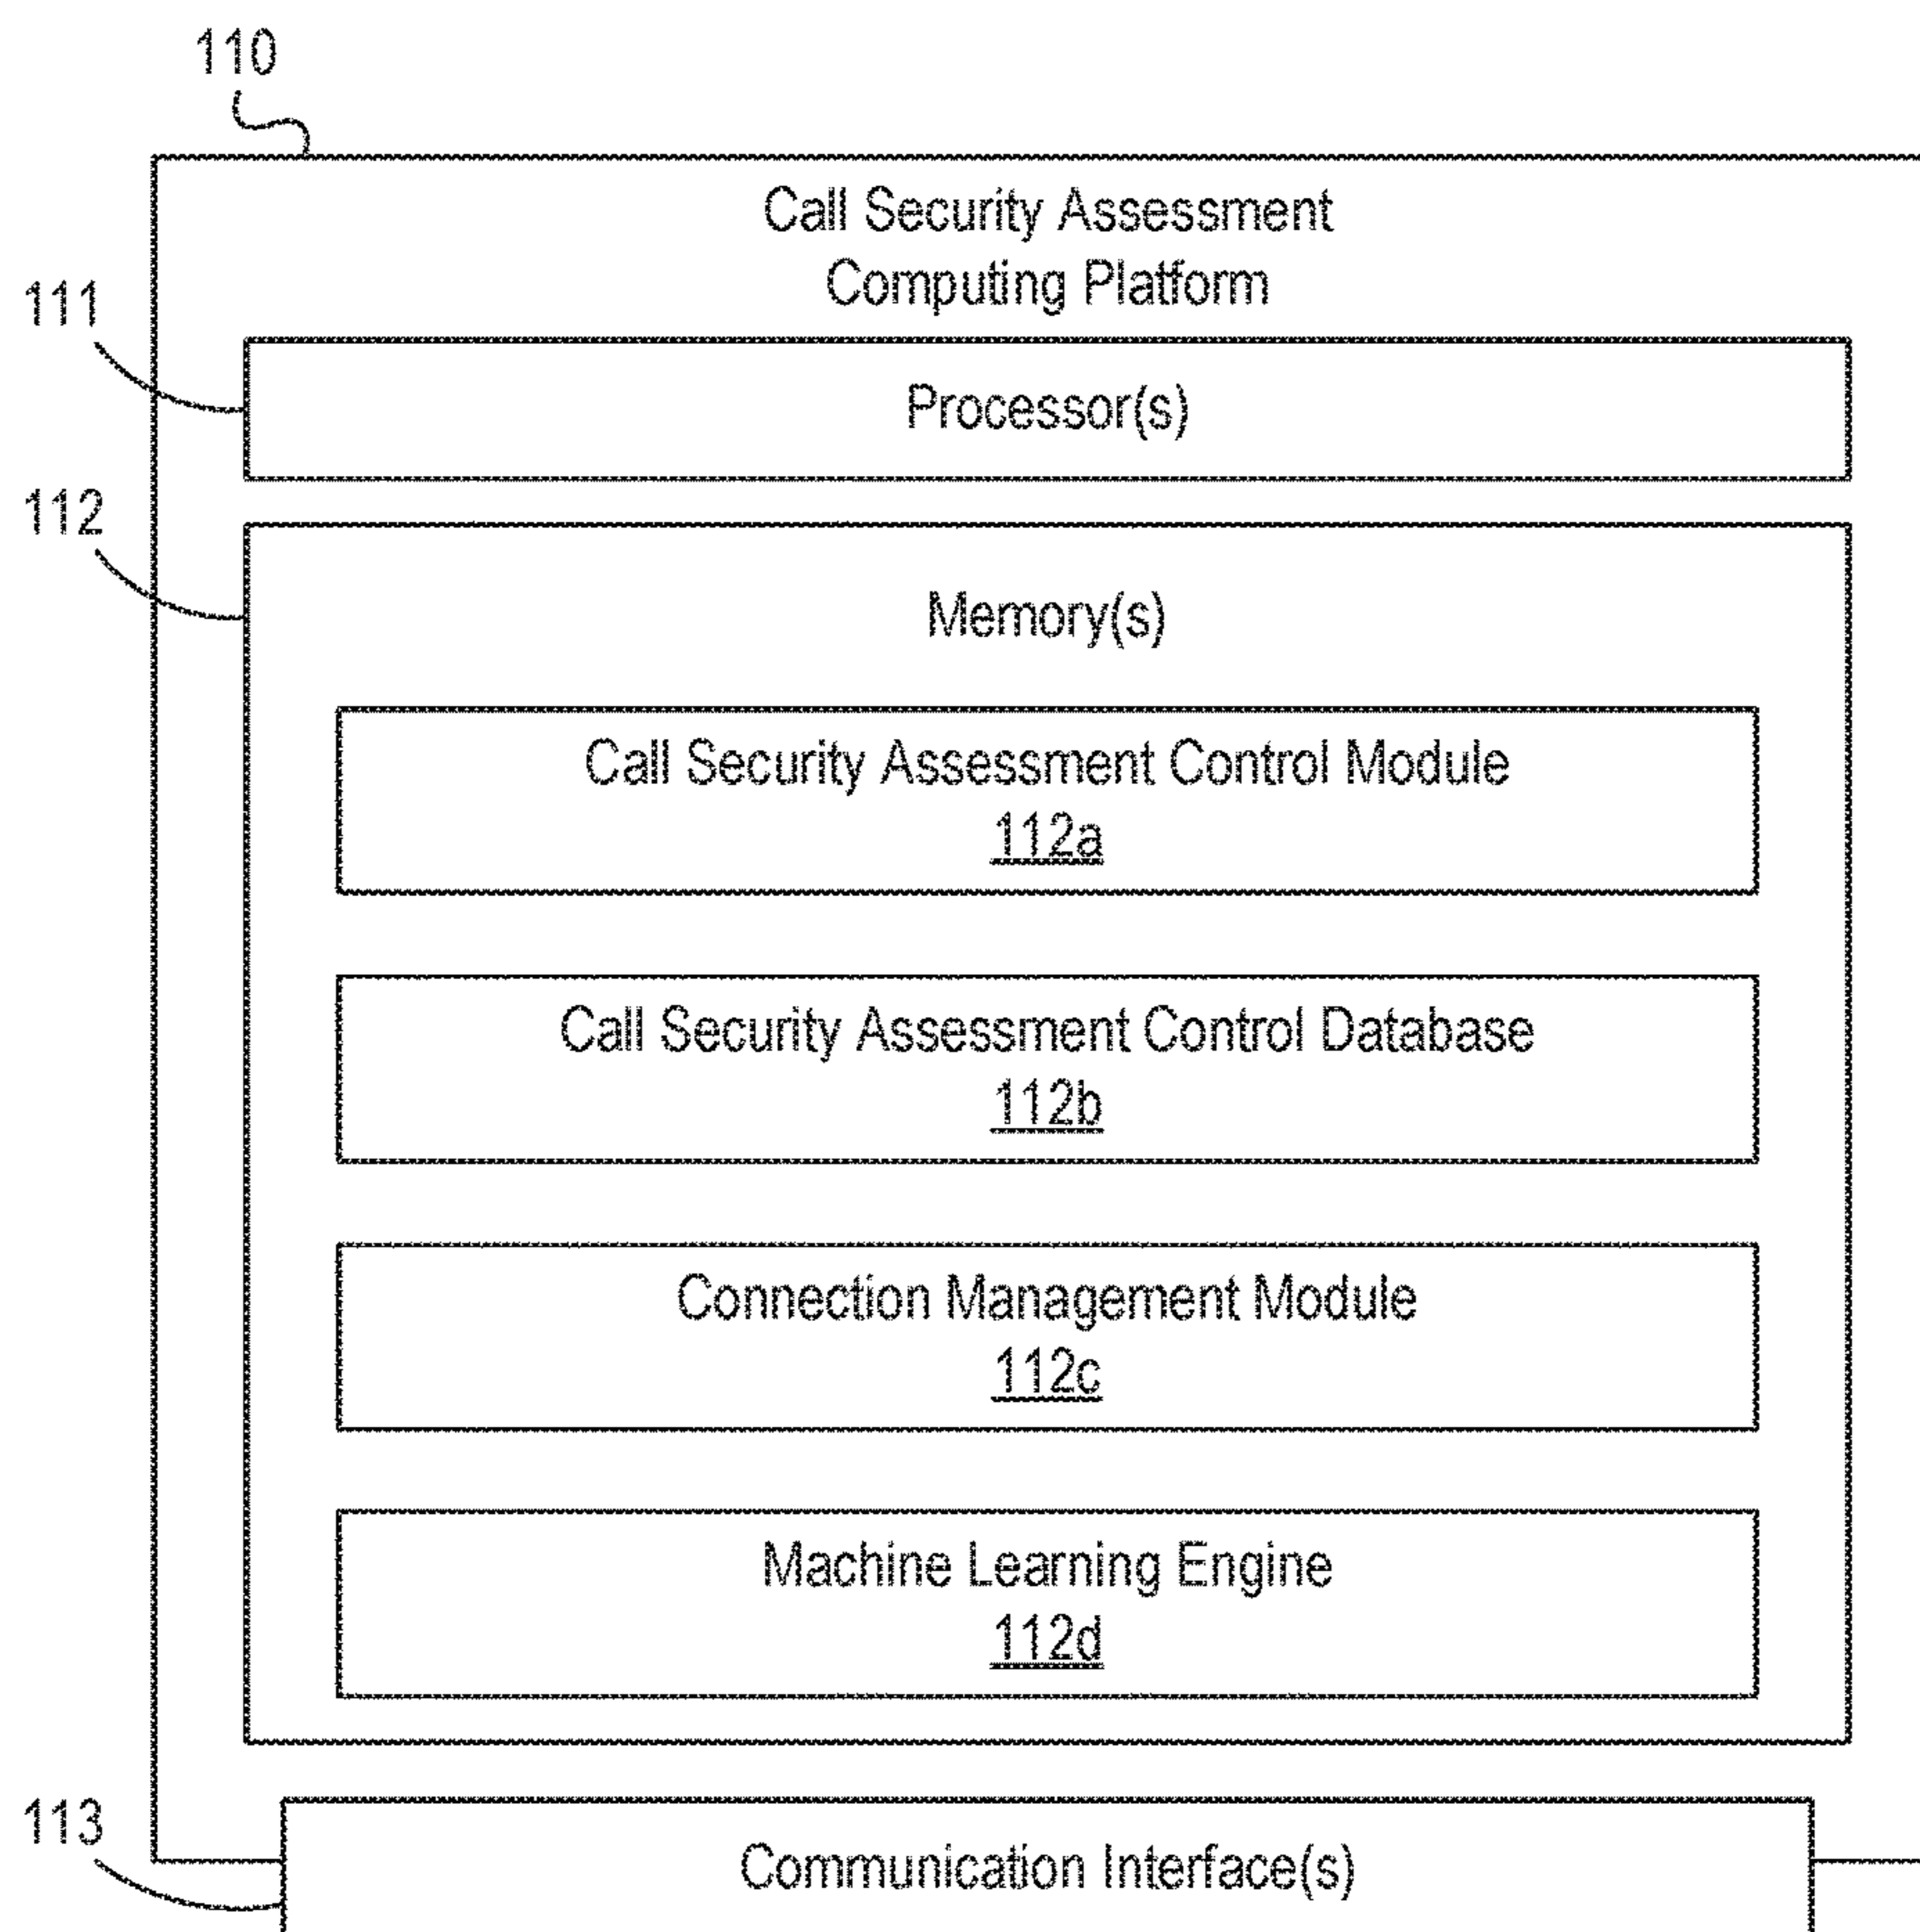 110
Call Security Assessment
Computing Platform
111
Processor(s)
112
Memory(s)
Call Security Assessment Control Module
112a
Call Security Assessment Control Database
112b
Connection Management Module
112c
Machine Learning Engine
112d
113
Communication Interface(s)